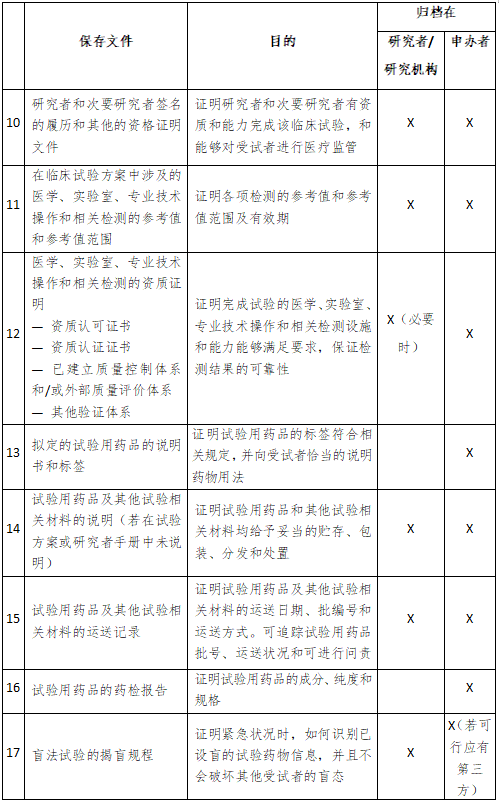 归档在
保存文件
目的
研究者/
研究机构
申办者
10
研究者和次要研究者签名
的履历和其他的资格证明
文件
证明研究者和次要研究者有资
质和能力完成该临床试验，和
能够对受试者进行医疗监管
X
X
11
在临床试验方案中涉及的
医学、实验室、专业技术
操作和相关检测的参考值
和参考值范围
证明各项检测的参考值和参考
值范围及有效期
X
X
12
医学、实验室、专业技术
操作和相关检测的资质证
明
— 资质认可证书
— 资质认证证书
— 已建立质量控制体系
和/或外部质量评价体系
— 其他验证体系
证明完成试验的医学、实验室、
专业技术操作和相关检测设施
和能力能够满足要求，保证检
测结果的可靠性
X（必要
时）
X
13
拟定的试验用药品的说明
书和标签
证明试验用药品的标签符合相
关规定，并向受试者恰当的说明
药物用法
X
14
试验用药品及其他试验相
关材料的说明（若在试验
方案或研究者手册中未说
明）
证明试验用药品和其他试验相
关材料均给予妥当的贮存、包
装、分发和处置
X
X
15
试验用药品及其他试验相
关材料的运送记录
证明试验用药品及其他试验相
关材料的运送日期、批编号和
运送方式。可追踪试验用药品
批号、运送状况和可进行问责
X
X
16
试验用药品的药检报告
证明试验用药品的成分、纯度和
规格
X
17
盲法试验的揭盲规程
证明紧急状况时，如何识别已
设盲的试验药物信息，并且不
会破坏其他受试者的盲态
X
X（若可
行应有
第三
方）